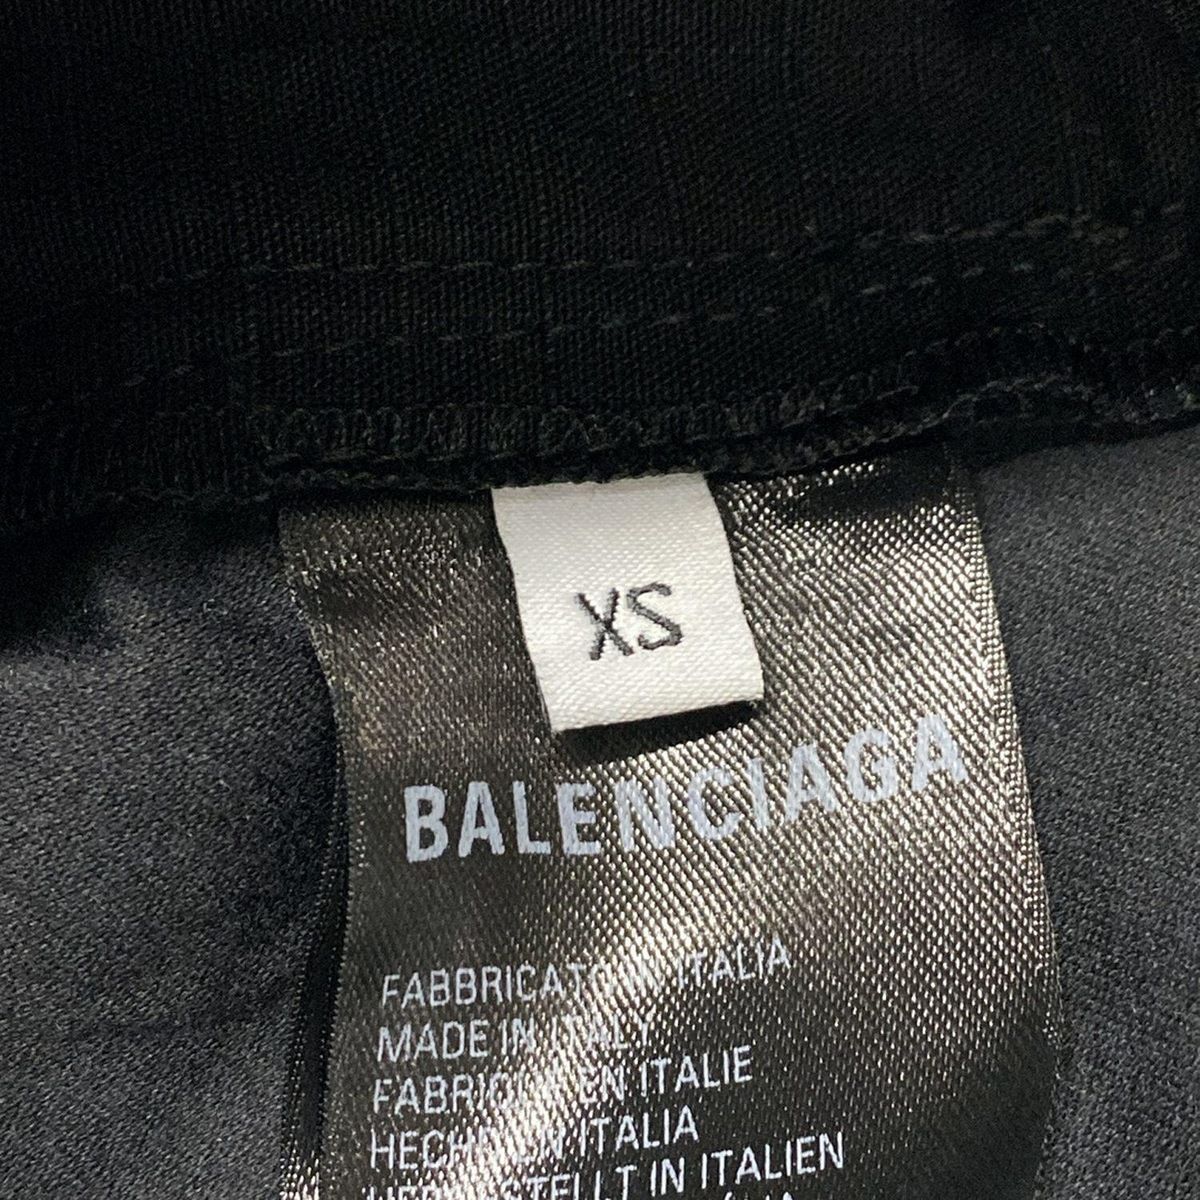 XS
BALENCIAGA
FABBRICATO IN ITALIA
MADE IN ITALY
FABRIQUÉ EN ITALIE
HECHO EN ITALIA
HERGESTELLT IN ITALIEN